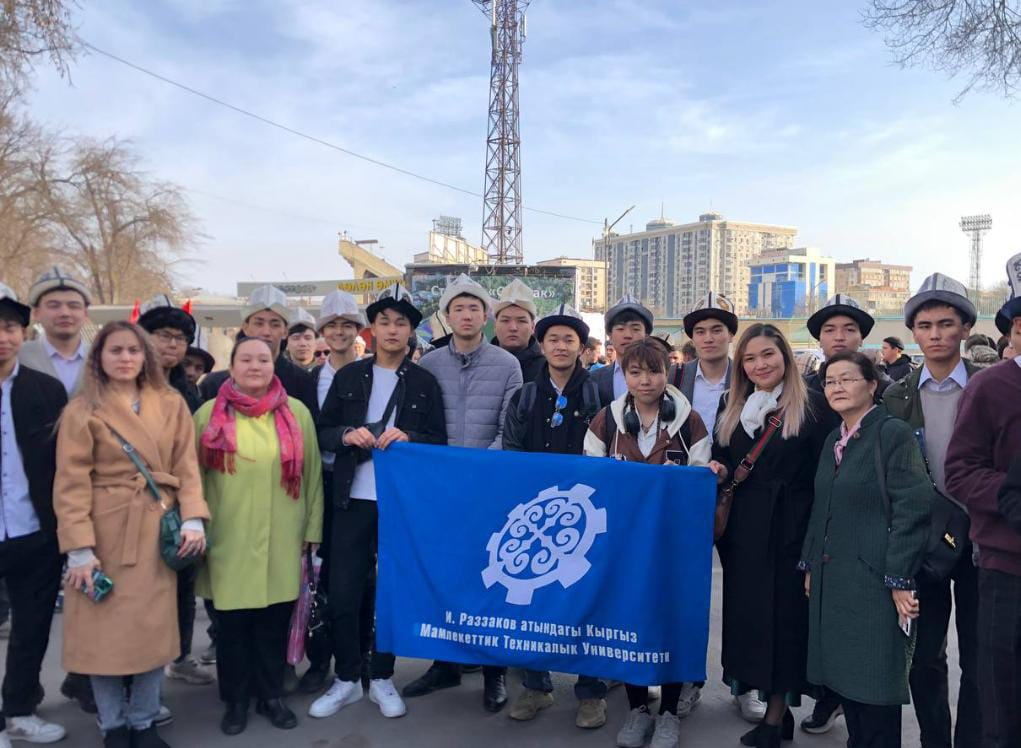 И. Раззаков атындагы Кыргыз
Мамлекеттик Техникалык Университети